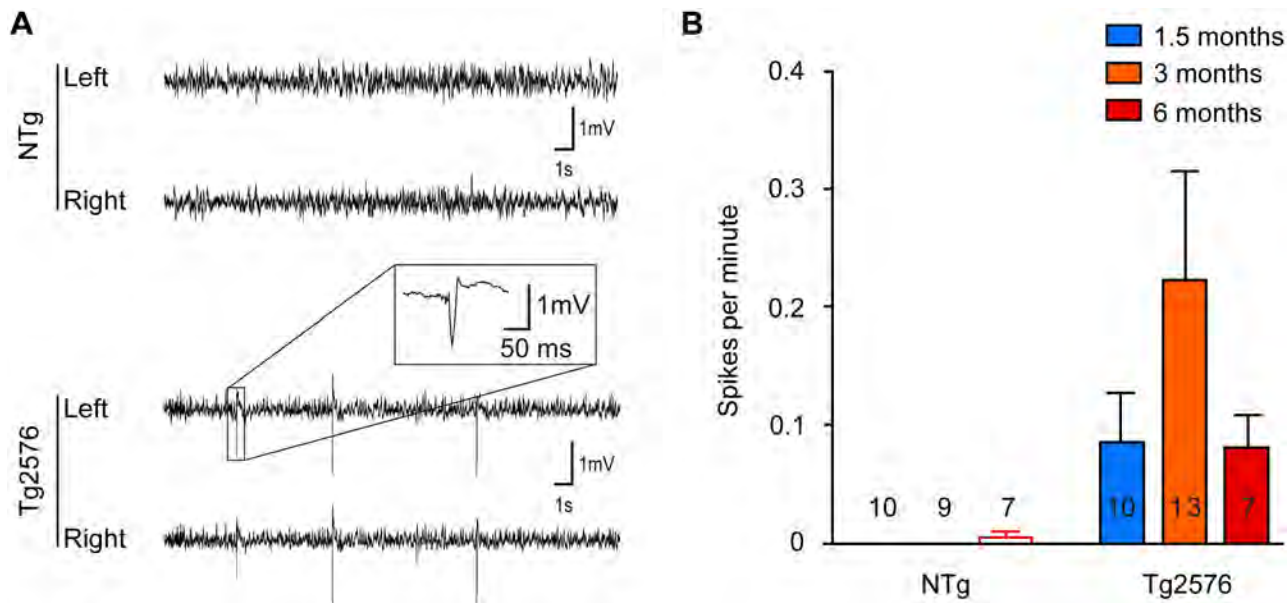 A
NTg
Left
1mV
1s
Right
1mV
50 ms
Tg2576
Left
1mV
1s
Right
B
1.5 months
3 months
6 months
Spikes per minute
0.4
0.3
0.2
0.1
0
10 9 7
10 13 7
NTg Tg2576